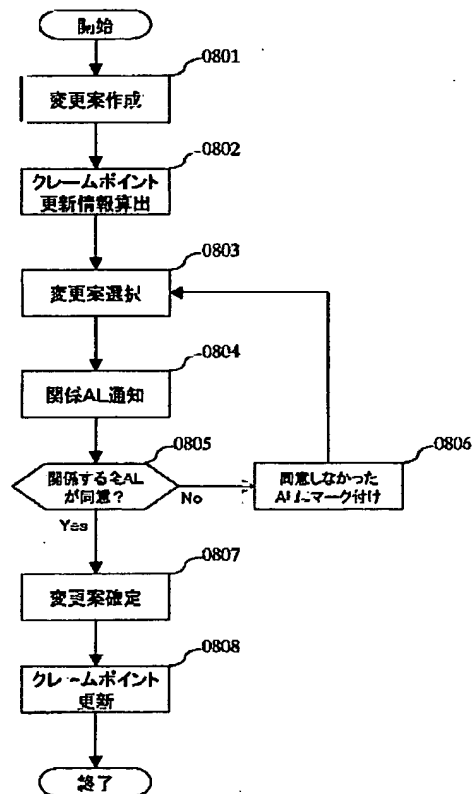 開始
0801
変更案作成
0802
クレームポイント
更新情報算出
0803
変更案選択
0804
関係AL通知
0805
関係する全AL
が同意？
No
0806
同意しなかった
ALにマーク付け
Yes
0807
変更案確定
0808
クレームポイント
更新
終了